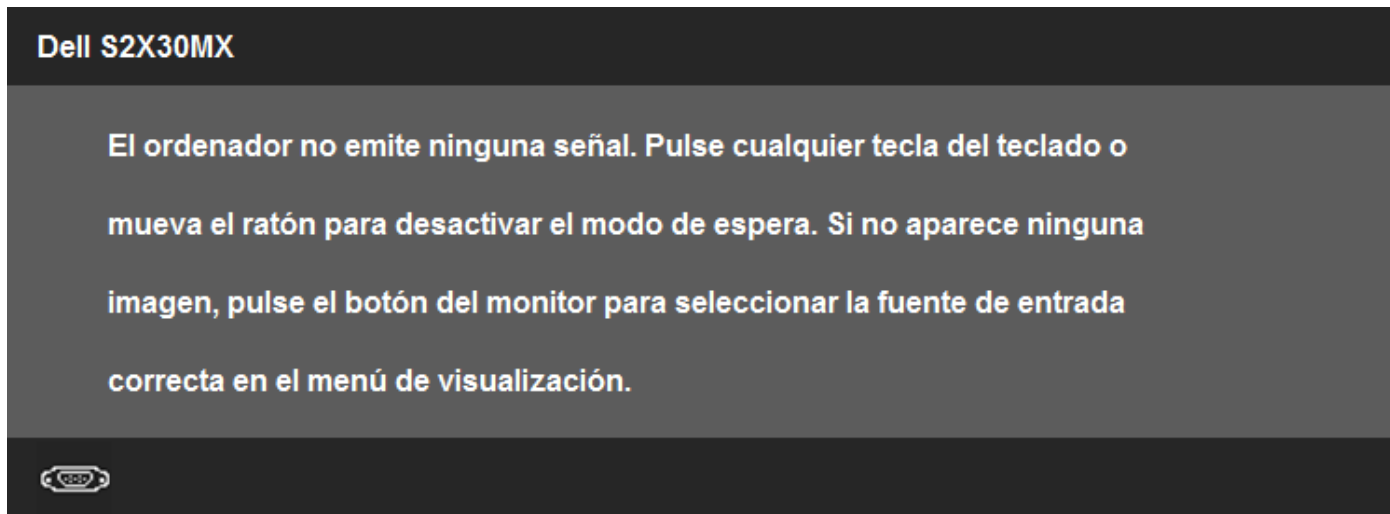 Dell S2X30MX
El ordenador no emite ninguna señal. Pulse cualquier tecla del teclado o
mueva el ratón para desactivar el modo de espera. Si no aparece ninguna
imagen, pulse el botón del monitor para seleccionar la fuente de entrada
correcta en el menú de visualización.